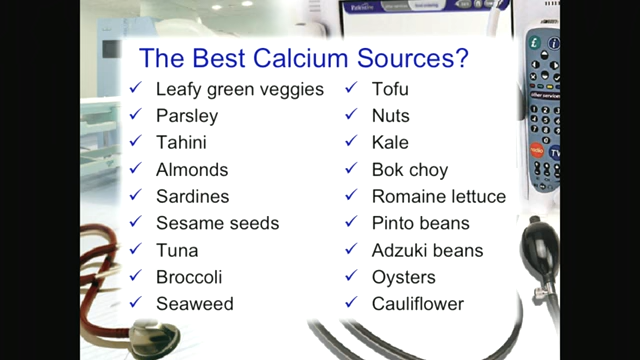 The Best Calcium Sources?
✓ Leafy green veggies
✓ Parsley
✓ Tahini
✓ Almonds
✓ Sardines
✓ Sesame seeds
✓ Tuna
✓ Broccoli
✓ Seaweed
✓ Tofu
✓ Nuts
✓ Kale
✓ Bok choy
✓ Romaine lettuce
✓ Pinto beans
✓ Adzuki beans
✓ Oysters
✓ Cauliflower